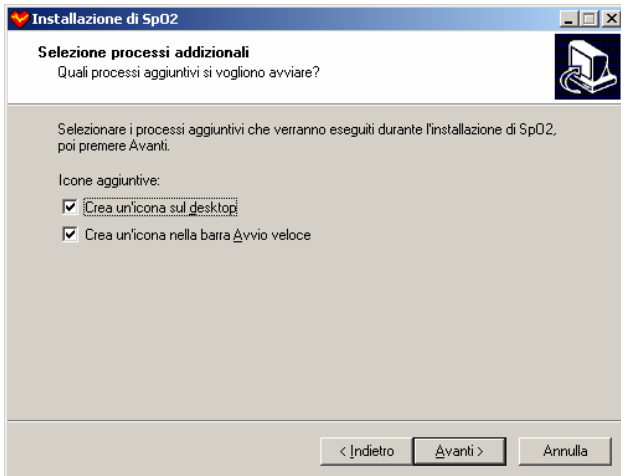 Installazione di SpO2
Selezione processi addizionali
Quali processi aggiuntivi si vogliono avviare?
Selezionare i processi aggiuntivi che verranno eseguiti durante l'installazione di SpO2,
poi premere Avanti.
Icone aggiuntive:
Crea un'icona sul desktop
Crea un'icona nella barra Avvio veloce
< Indietro
Avanti >
Annulla